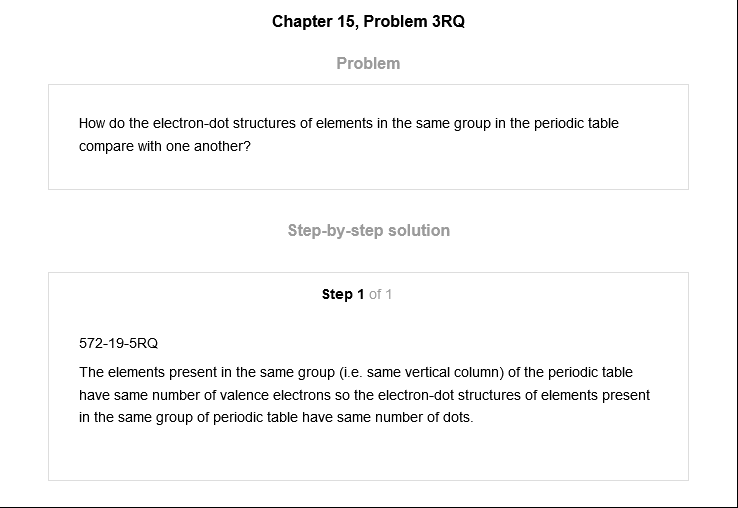 Chapter 15, Problem 3RQ
Problem
How do the electron-dot structures of elements in the same group in the periodic table
compare with one another?
Step-by-step solution
Step 1 of 1
572-19-5RQ
The elements present in the same group (i.e. same vertical column) of the periodic table
have same number of valence electrons so the electron-dot structures of elements present
in the same group of periodic table have same number of dots.